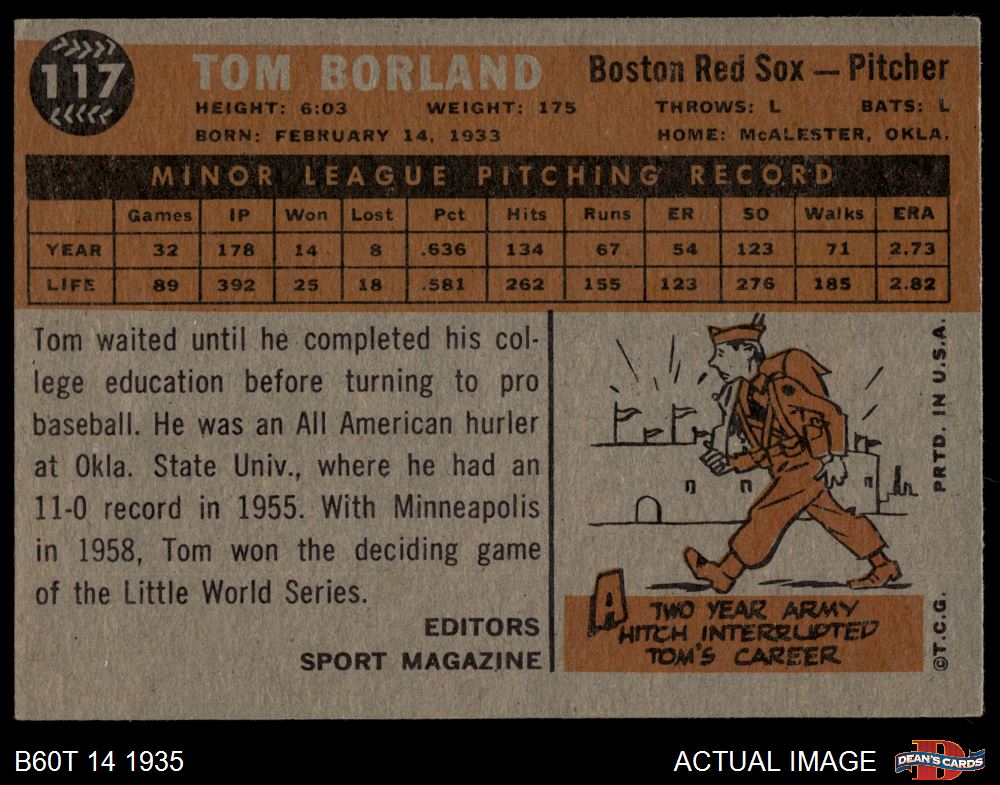 117
TOM BORLAND
Boston Red Sox — Pitcher
HEIGHT: 6:03 WEIGHT: 175 THROWS: L BATS: L
BORN: FEBRUARY 14, 1933 HOME: McALESTER, OKLA.
MINOR LEAGUE PITCHING RECORD
Games IP Won Lost Pct Hits Runs ER SO Walks ERA
YEAR 32 178 14 8 .636 134 67 54 123 71 2.73
LIFE 89 392 25 18 .581 262 155 123 276 185 2.82
Tom waited until he completed his col-
lege education before turning to pro
baseball. He was an All American hurler
at Okla. State Univ., where he had an
11-0 record in 1955. With Minneapolis
in 1958, Tom won the deciding game
of the Little World Series.
EDITORS
SPORT MAGAZINE
A TWO YEAR ARMY
HITCH INTERRUPTED
TOM'S CAREER
PRTD. IN U.S.A.
©T.C.G.
B60T 14 1935
ACTUAL IMAGE
D
DEAN'S CARDS